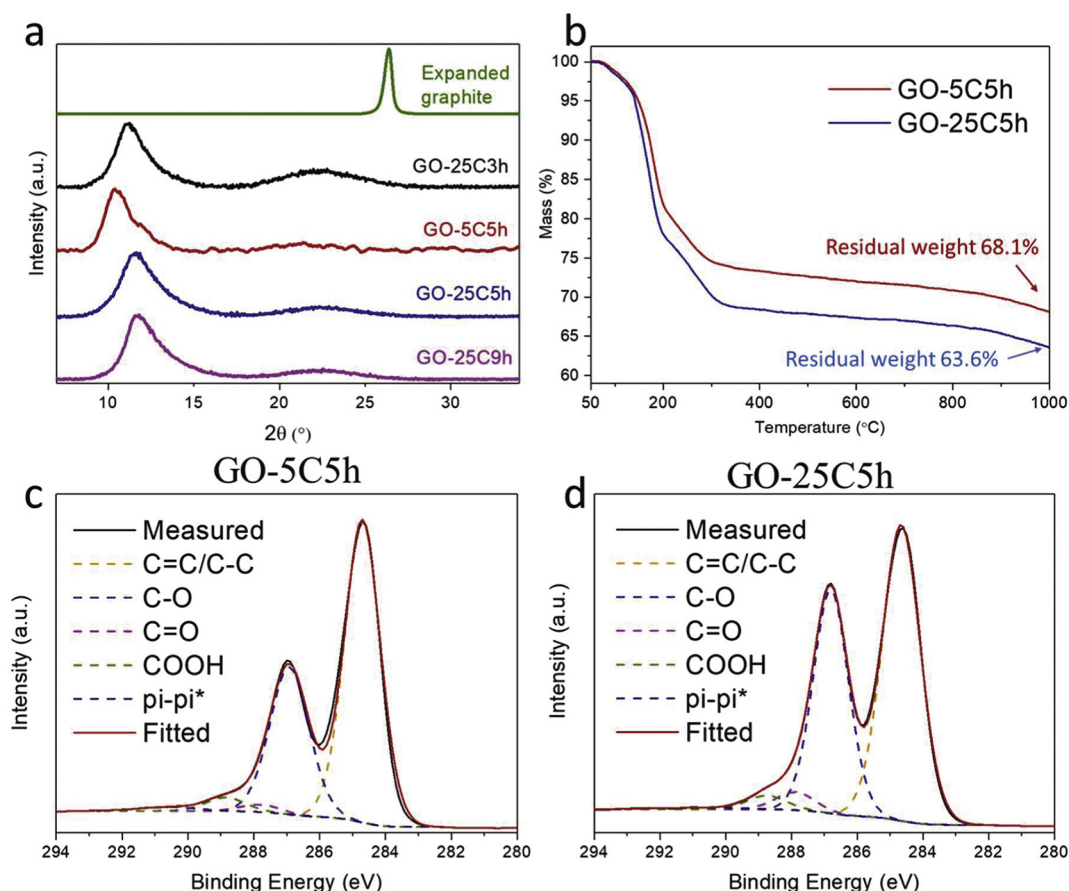 a
Expanded
graphite
GO-25C3h
GO-5C5h
GO-25C5h
GO-25C9h
Intensity (a.u.)
10 15 20 25 30
2θ (°)
b
GO-5C5h
GO-25C5h
Residual weight 68.1%
Residual weight 63.6%
Mass (%)
100
95
90
85
80
75
70
65
60
50 200 400 600 800 1000
Temperature (°C)
GO-5C5h
c
Measured
C=C/C-C
C-O
C=O
COOH
pi-pi*
Fitted
Intensity (a.u.)
294 292 290 288 286 284 282 280
Binding Energy (eV)
GO-25C5h
d
Measured
C=C/C-C
C-O
C=O
COOH
pi-pi*
Fitted
Intensity (a.u.)
294 292 290 288 286 284 282 280
Binding Energy (eV)